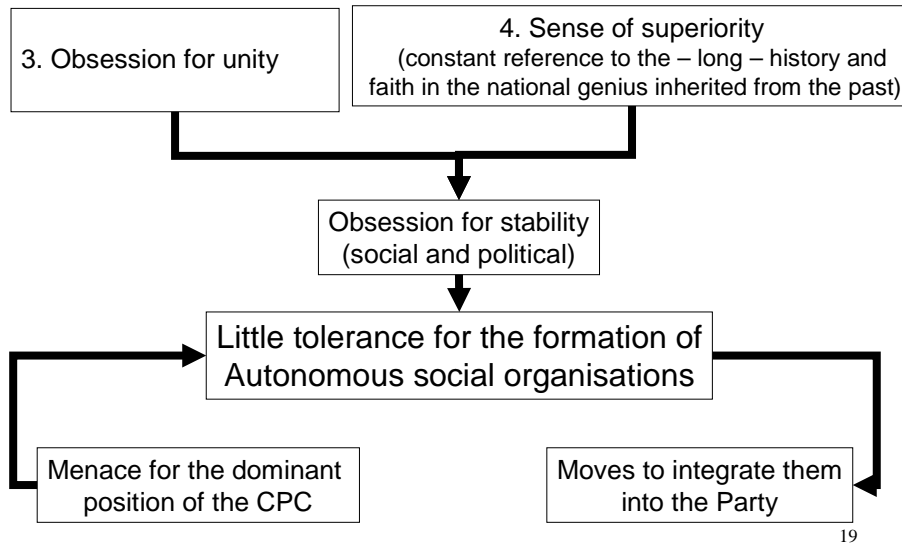 3. Obsession for unity
4. Sense of superiority
(constant reference to the – long – history and
faith in the national genius inherited from the past)
Obsession for stability
(social and political)
Little tolerance for the formation of
Autonomous social organisations
Menace for the dominant
position of the CPC
Moves to integrate them
into the Party
19